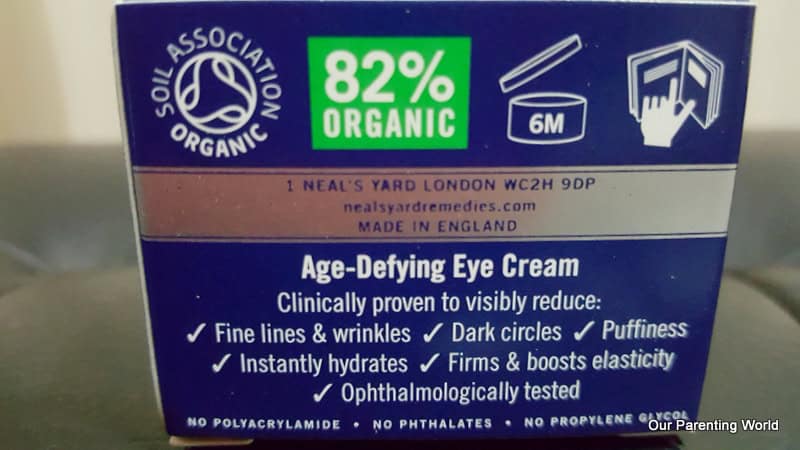 SOIL ASSOCIATION
ORGANIC
82%
ORGANIC
6M
1 NEAL'S YARD LONDON WC2H 9DP
nealsyardremedies.com
MADE IN ENGLAND
Age-Defying Eye Cream
Clinically proven to visibly reduce:
✓ Fine lines & wrinkles ✓ Dark circles ✓ Puffiness
✓ Instantly hydrates ✓ Firms & boosts elasticity
✓ Ophthalmologically tested
NO POLYACRYLAMIDE • NO PHTHALATES • NO PROPYLENE GLYCOL
Our Parenting World